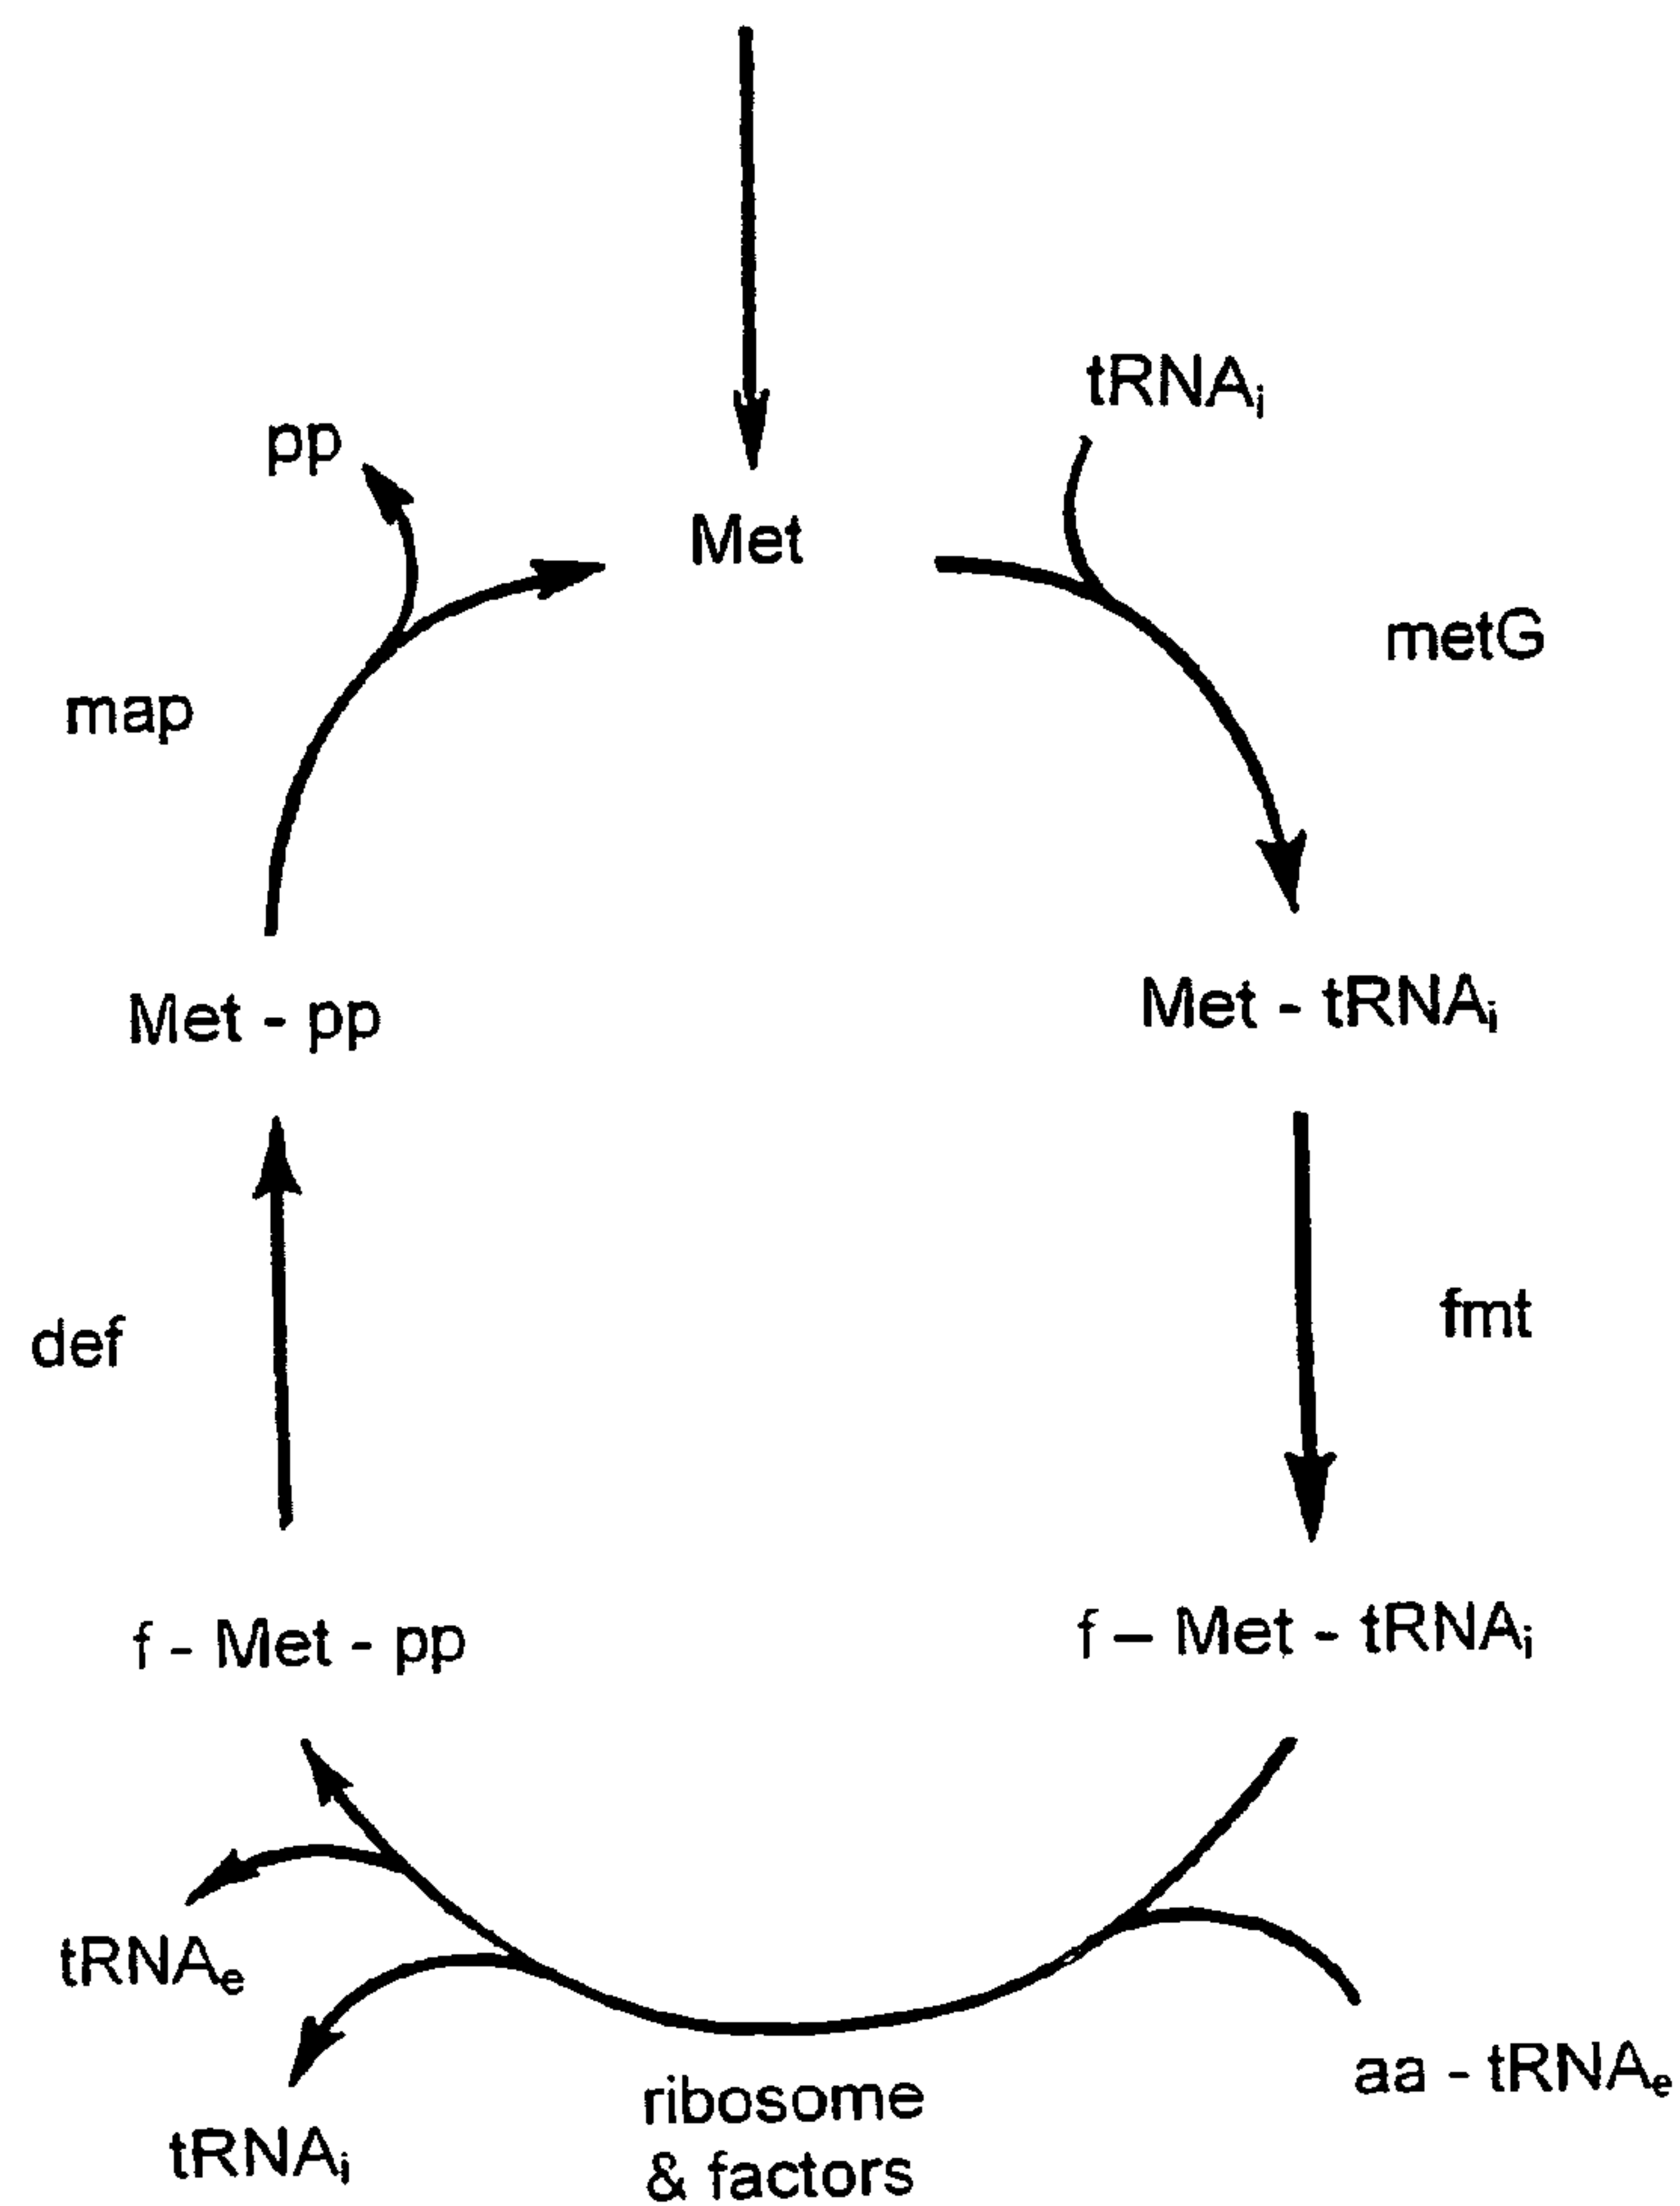 tRNAi
pp
Met
metG
map
Met - pp
Met - tRNAi
def
fmt
f - Met - pp
f – Met - tRNAi
tRNAe
aa - tRNAe
ribosome
& factors
tRNAi